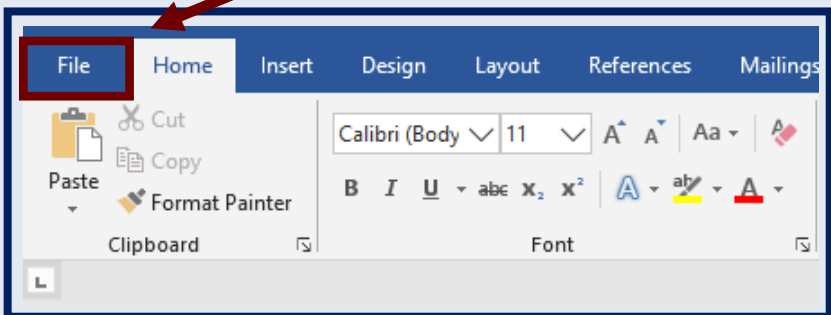 File Home Insert Design Layout References Mailings
Cut
Calibri (Body 11 A A Aa
Copy
Paste
Format Painter B I U abc X₂ X² A ab A
Clipboard Font